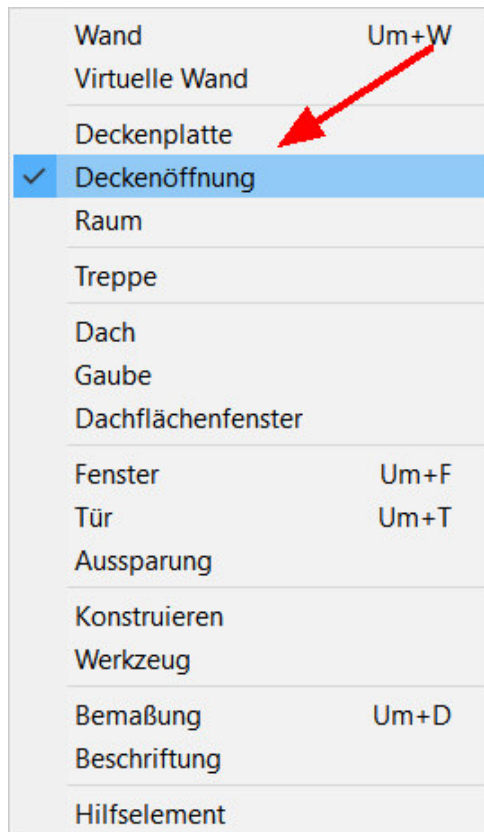 Wand Um+W
Virtuelle Wand
Deckenplatte
Deckenöffnung
Raum
Treppe
Dach
Gaube
Dachflächenfenster
Fenster Um+F
Tür Um+T
Aussparung
Konstruieren
Werkzeug
Bemaßung Um+D
Beschriftung
Hilfselement